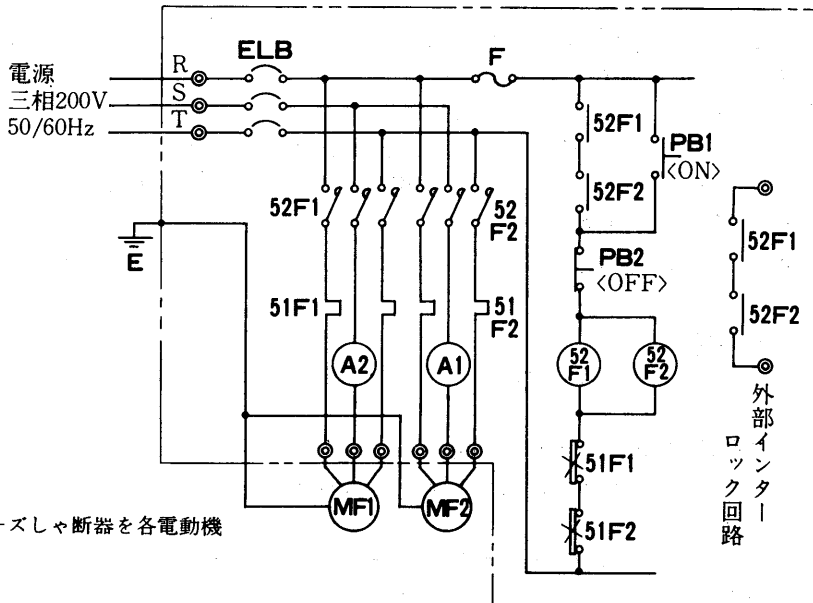 電源
三相200V
50/60Hz
R
S
T
ELB
F
52F1
52F2
PB1
<ON>
PB2
<OFF>
52F1
52F2
52F1
52
F2
E
51F1
51
F2
A2
A1
52
F1
52
F2
51F1
51F2
MF1
MF2
外部インター
ロック回路
ーズしゃ断器を各電動機